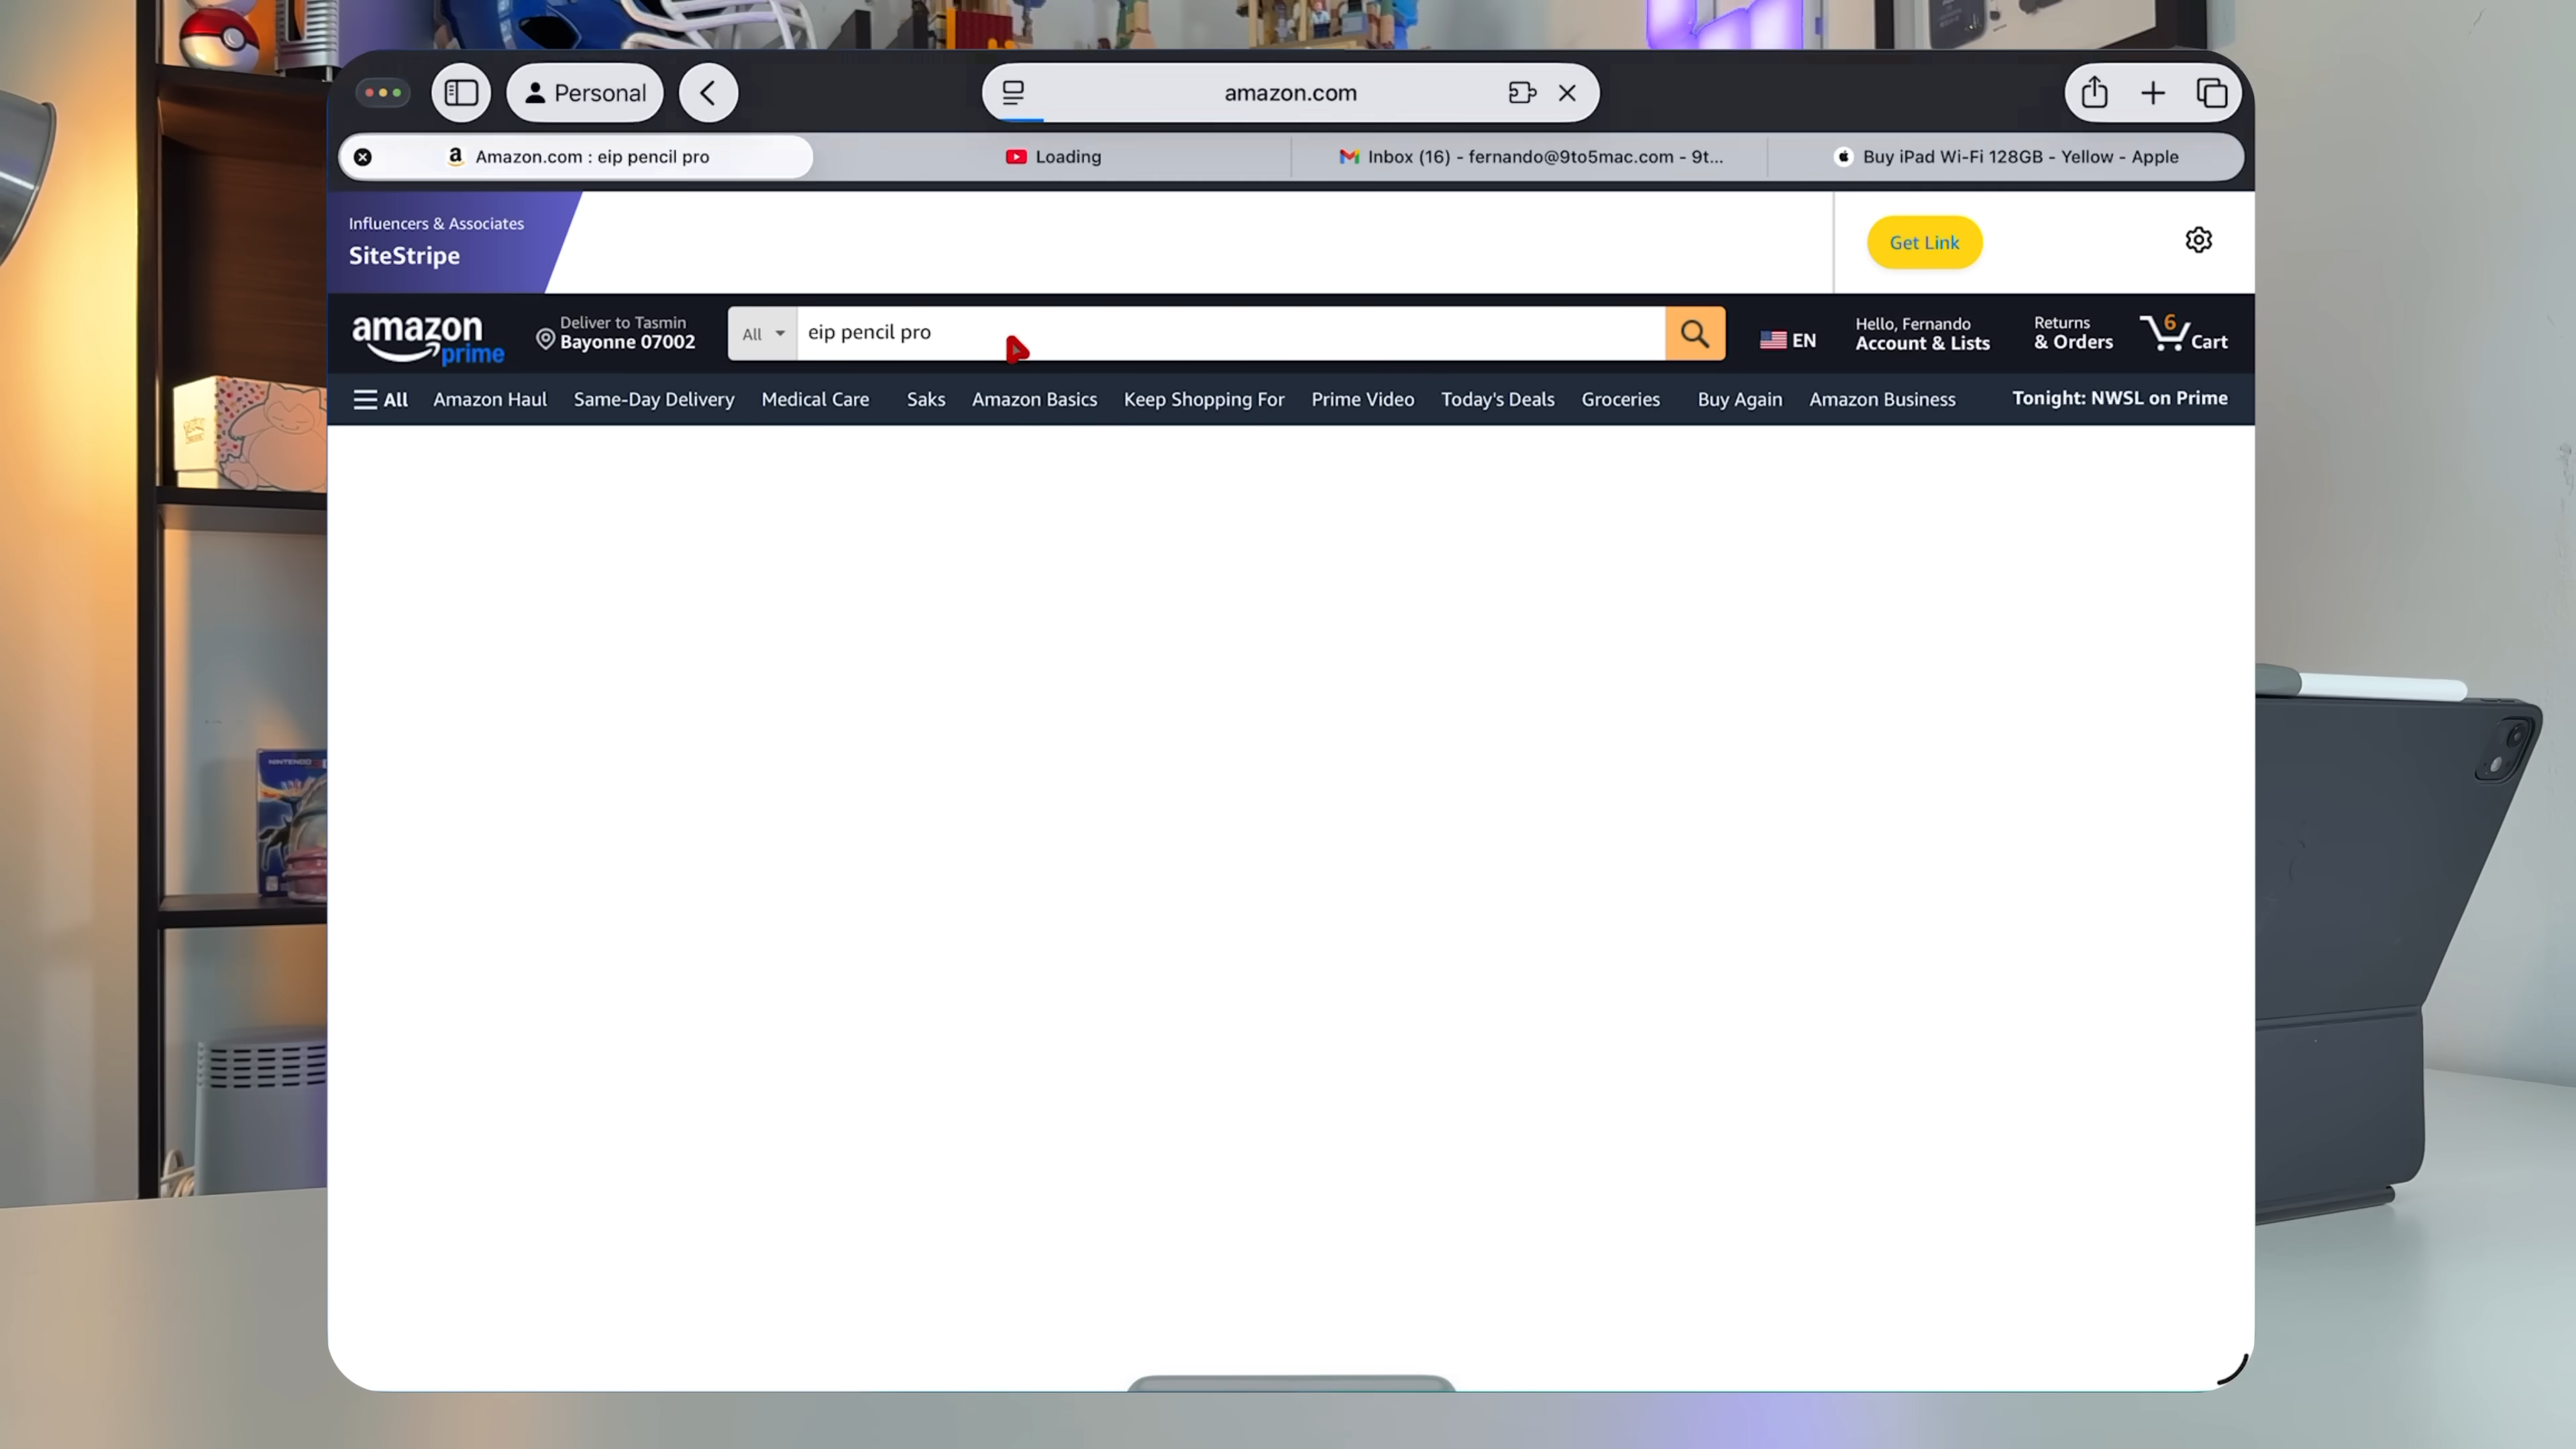 Personal
amazon.com
Amazon.com : eip pencil pro
Loading
Inbox (16) - fernando@9to5mac.com - 9t...
Buy iPad Wi-Fi 128GB - Yellow - Apple
Influencers & Associates
SiteStripe
Get Link
amazon
prime
Deliver to Tasmin
Bayonne 07002
All
eip pencil pro
EN
Hello, Fernando
Account & Lists
Returns
& Orders
6
Cart
All
Amazon Haul
Same-Day Delivery
Medical Care
Saks
Amazon Basics
Keep Shopping For
Prime Video
Today's Deals
Groceries
Buy Again
Amazon Business
Tonight: NWSL on Prime
NINTENDO